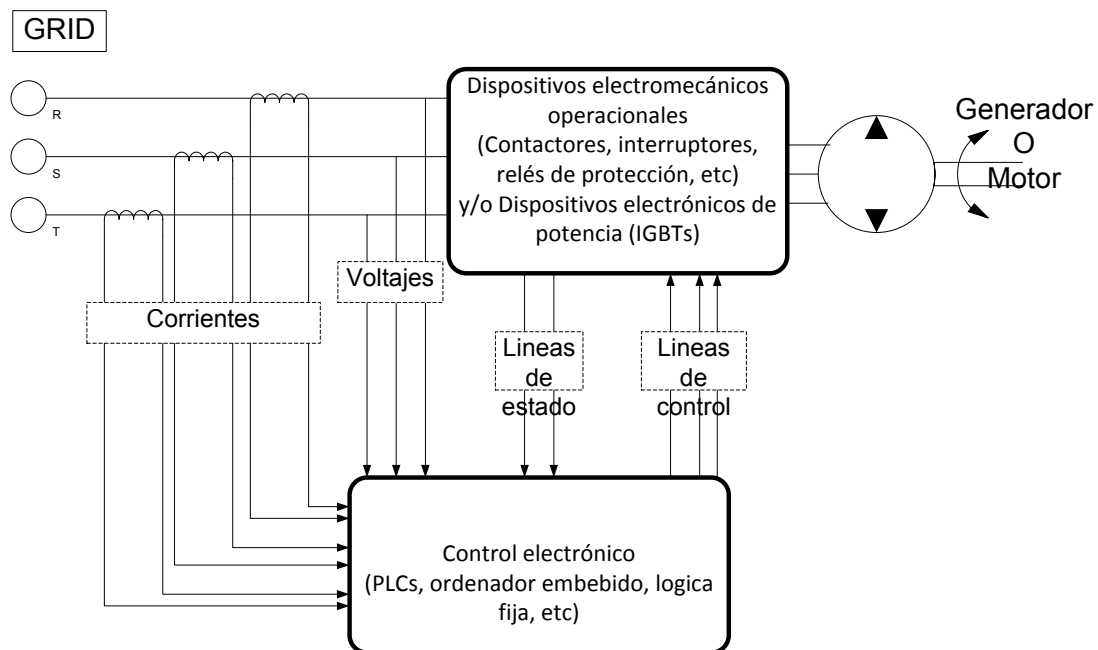 GRID
R
S
T
Dispositivos electromecánicos
operacionales
(Contactores, interruptores,
relés de protección, etc)
y/o Dispositivos electrónicos de
potencia (IGBTs)
Generador
O
Motor
Voltajes
Corrientes
Lineas
de
estado
Lineas
de
control
Control electrónico
(PLCs, ordenador embebido, logica
fija, etc)